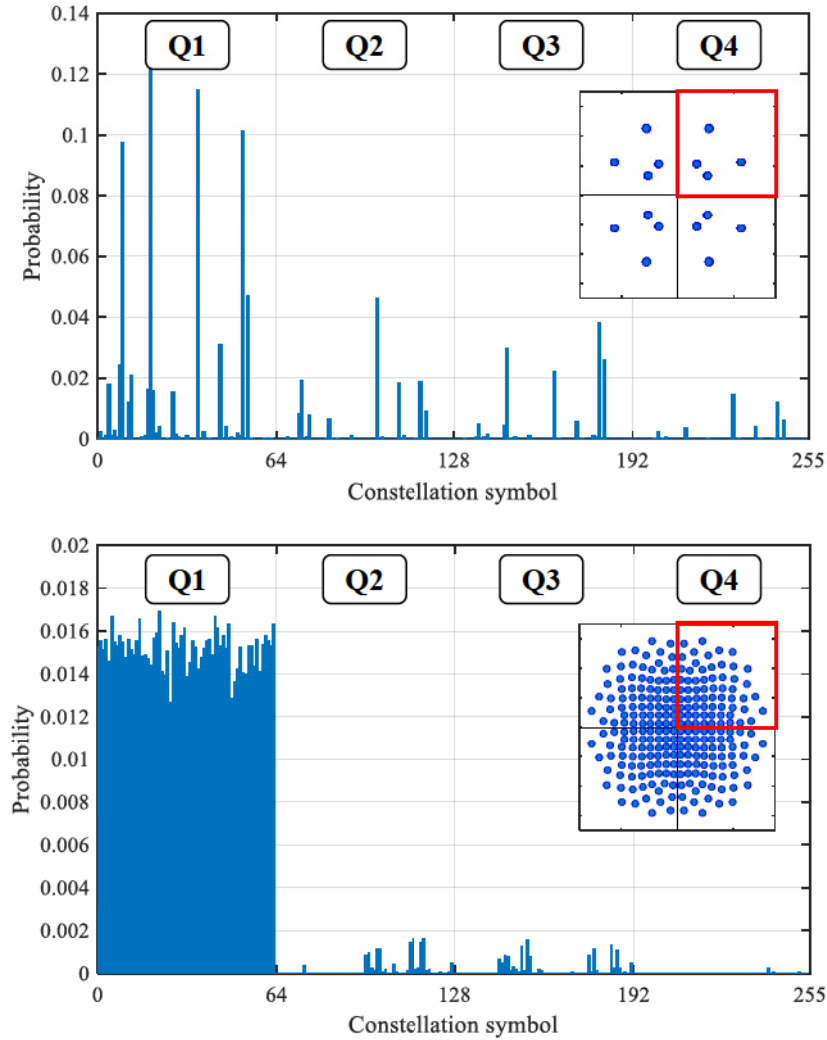 0.14
Q1 Q2 Q3 Q4
0.12
0.1
0.08
0.06
0.04
0.02
0
Probability
0 64 128 192 255
Constellation symbol
0.02
Q1 Q2 Q3 Q4
0.018
0.016
0.014
0.012
0.01
0.008
0.006
0.004
0.002
0
Probability
0 64 128 192 255
Constellation symbol